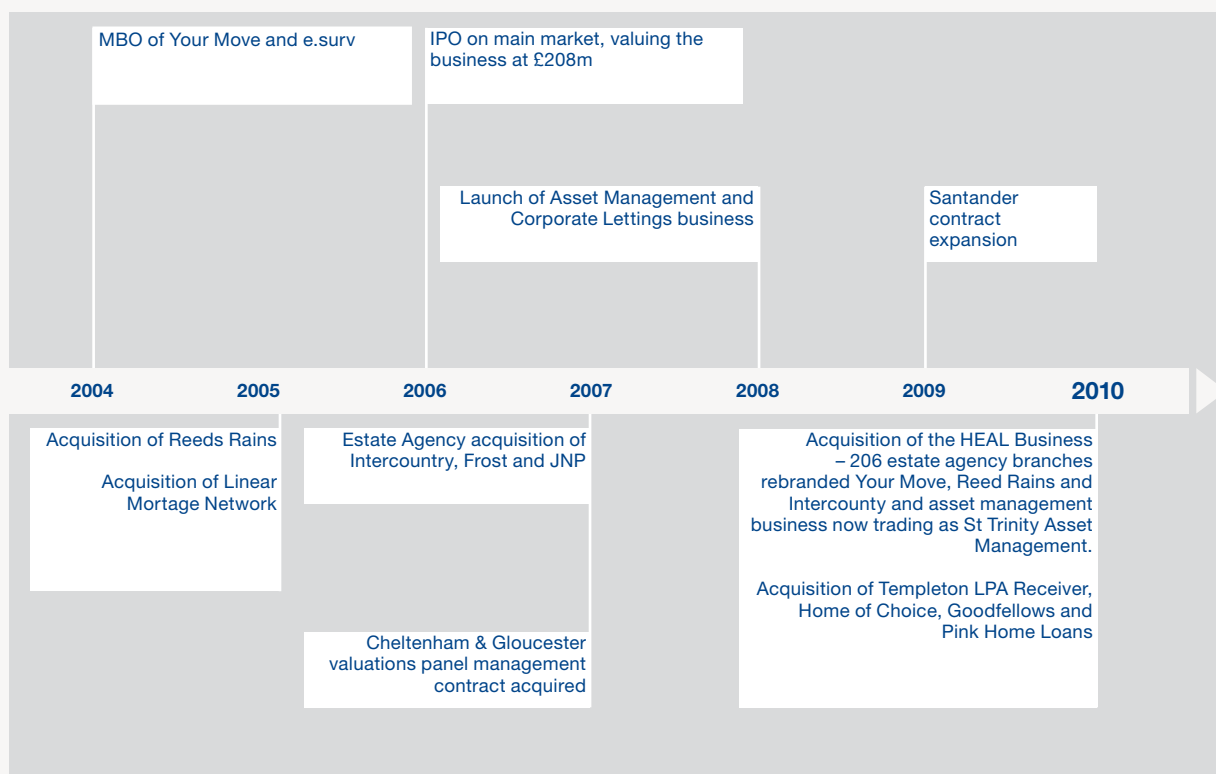 MBO of Your Move and e.surv
IPO on main market, valuing the
business at £208m
Launch of Asset Management and
Corporate Lettings business
Santander
contract
expansion
2004
2005
2006
2007
2008
2009
2010
Acquisition of Reeds Rains
Acquisition of Linear
Mortage Network
Estate Agency acquisition of
Intercountry, Frost and JNP
Cheltenham & Gloucester
valuations panel management
contract acquired
Acquisition of the HEAL Business
– 206 estate agency branches
rebranded Your Move, Reed Rains and
Intercounty and asset management
business now trading as St Trinity Asset
Management.
Acquisition of Templeton LPA Receiver,
Home of Choice, Goodfellows and
Pink Home Loans